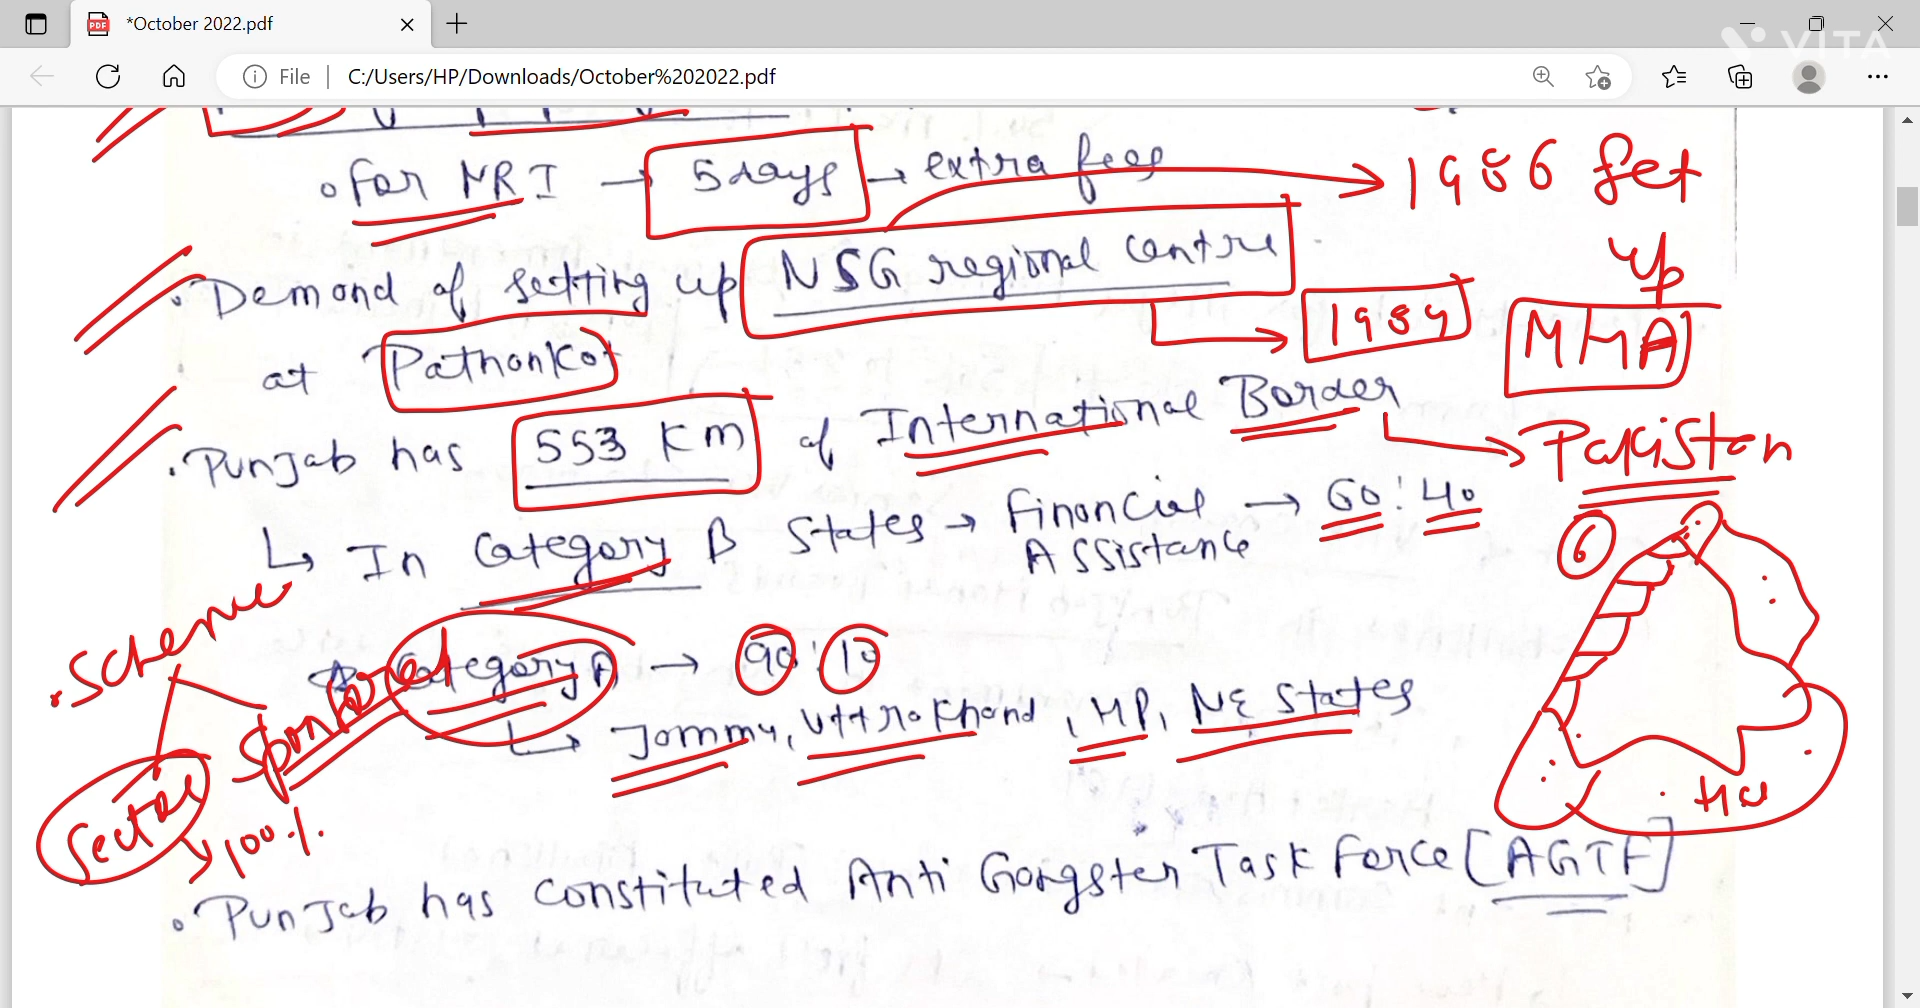 *October 2022.pdf
VITA
File | C:/Users/HP/Downloads/October%202022.pdf
• For NRI → 5 days → extra fees
1986 Set
up
• Demand of setting up NSG regional centre
1984
MHA
at Pathankot
• Punjab has 553 Km of International Border
Pakistan
↳ In Category B States → Financial Assistance → 60:40
6
• Scheme
Category A → 90:10
Sponsored
↳ Jammu, Uttrakhand, HP, NE States
Sector
100%
• Punjab has constituted Anti Gangster Task Force [AGTF]